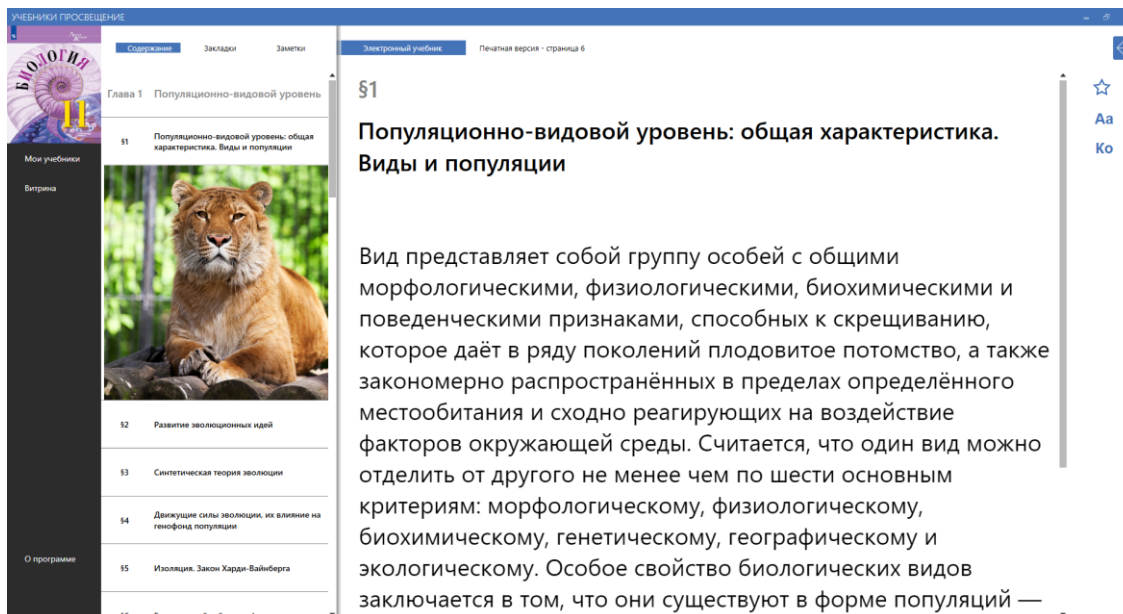 УЧЕБНИКИ ПРОСВЕЩЕНИЕ
БИОЛОГИЯ
11
Мои учебники
Витрина
О программе
Содержание Закладки Заметки
Глава 1 Популяционно-видовой уровень
§1 Популяционно-видовой уровень: общая
характеристика. Виды и популяции
§2 Развитие эволюционных идей
§3 Синтетическая теория эволюции
§4 Движущие силы эволюции, их влияние на
генофонд популяции
§5 Изоляция. Закон Харди-Вайнберга
Электронный учебник Печатная версия - страница 6
§1
Популяционно-видовой уровень: общая характеристика.
Виды и популяции
Вид представляет собой группу особей с общими
морфологическими, физиологическими, биохимическими и
поведенческими признаками, способных к скрещиванию,
которое даёт в ряду поколений плодовитое потомство, а также
закономерно распространённых в пределах определённого
местообитания и сходно реагирующих на воздействие
факторов окружающей среды. Считается, что один вид можно
отделить от другого не менее чем по шести основным
критериям: морфологическому, физиологическому,
биохимическому, генетическому, географическому и
экологическому. Особое свойство биологических видов
заключается в том, что они существуют в форме популяций —
Аа
Ко